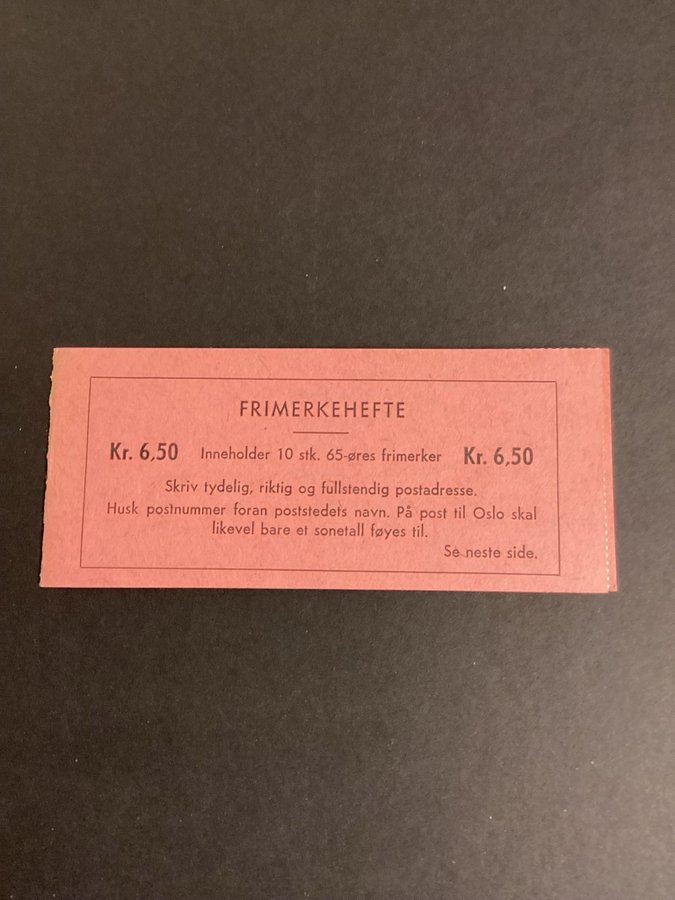 FRIMERKEHEFTE
Kr. 6,50 Inneholder 10 stk. 65-øres frimerker Kr. 6,50
Skriv tydelig, riktig og fullstendig postadresse.
Husk postnummer foran poststedets navn. På post til Oslo skal
likevel bare et sonetall føyes til.
Se neste side.